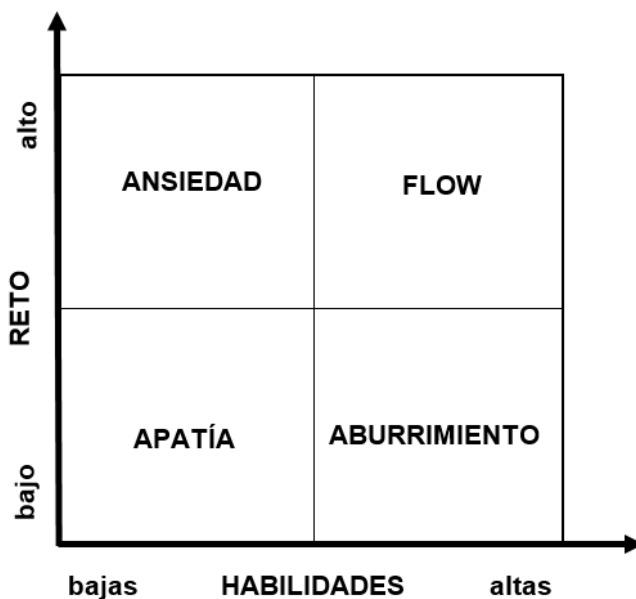 alto
ANSIEDAD
FLOW
RETO
APATÍA
ABURRIMIENTO
bajo
bajas
HABILIDADES
altas